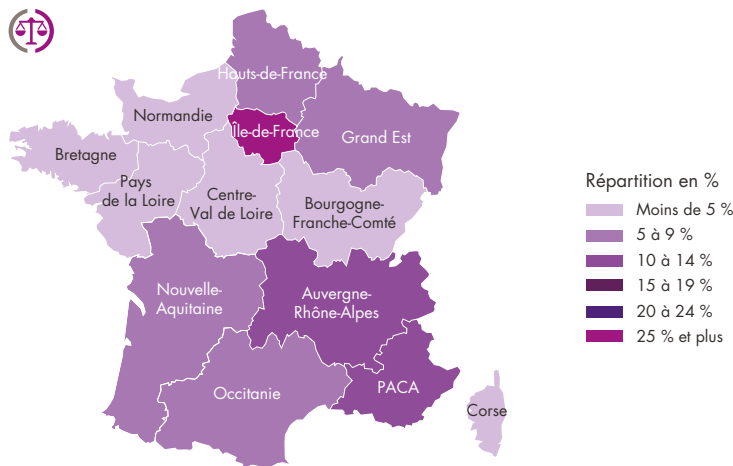 Hauts-de-France
Normandie
Île-de-France
Grand Est
Bretagne
Pays
de la Loire
Centre-
Val de Loire
Bourgogne-
Franche-Comté
Nouvelle-
Aquitaine
Auvergne-
Rhône-Alpes
Occitanie
PACA
Corse
Répartition en %
Moins de 5 %
5 à 9 %
10 à 14 %
15 à 19 %
20 à 24 %
25 % et plus